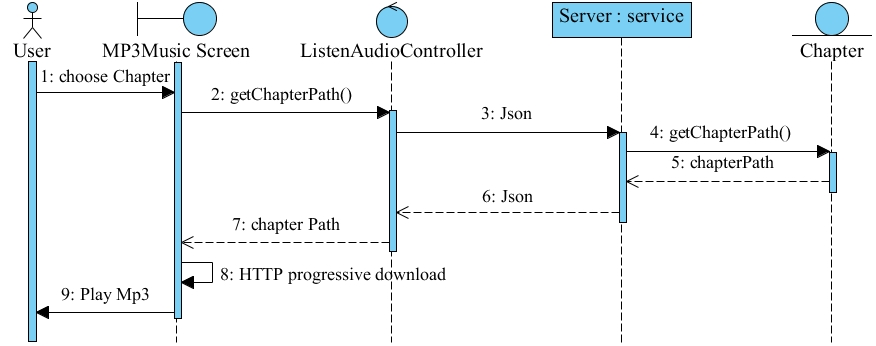 Server : service
User
MP3Music Screen
ListenAudioController
Chapter
1: choose Chapter
2: getChapterPath()
3: Json
4: getChapterPath()
5: chapterPath
6: Json
7: chapter Path
8: HTTP progressive download
9: Play Mp3